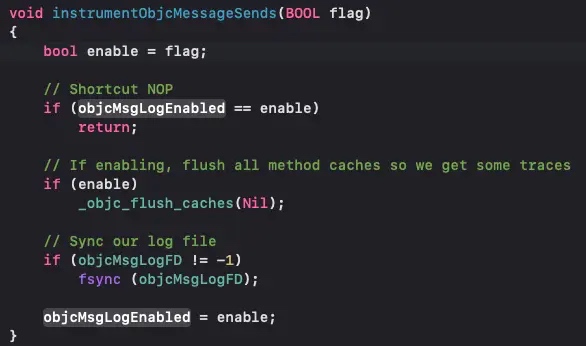 void instrumentObjcMessageSends(BOOL flag)
{
    bool enable = flag;

    // Shortcut NOP
    if (objcMsgLogEnabled == enable)
        return;

    // If enabling, flush all method caches so we get some traces
    if (enable)
        _objc_flush_caches(Nil);

    // Sync our log file
    if (objcMsgLogFD != -1)
        fsync (objcMsgLogFD);

    objcMsgLogEnabled = enable;
}